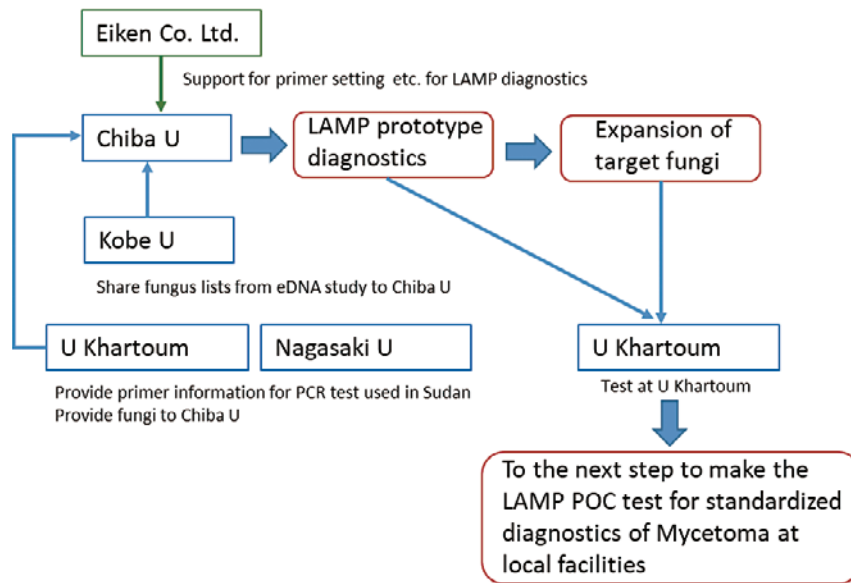 Eiken Co. Ltd.
Support for primer setting etc. for LAMP diagnostics
Chiba U
LAMP prototype
diagnostics
Expansion of
target fungi
Kobe U
Share fungus lists from eDNA study to Chiba U
U Khartoum
Nagasaki U
U Khartoum
Provide primer information for PCR test used in Sudan
Provide fungi to Chiba U
Test at U Khartoum
To the next step to make the
LAMP POC test for standardized
diagnostics of Mycetoma at
local facilities